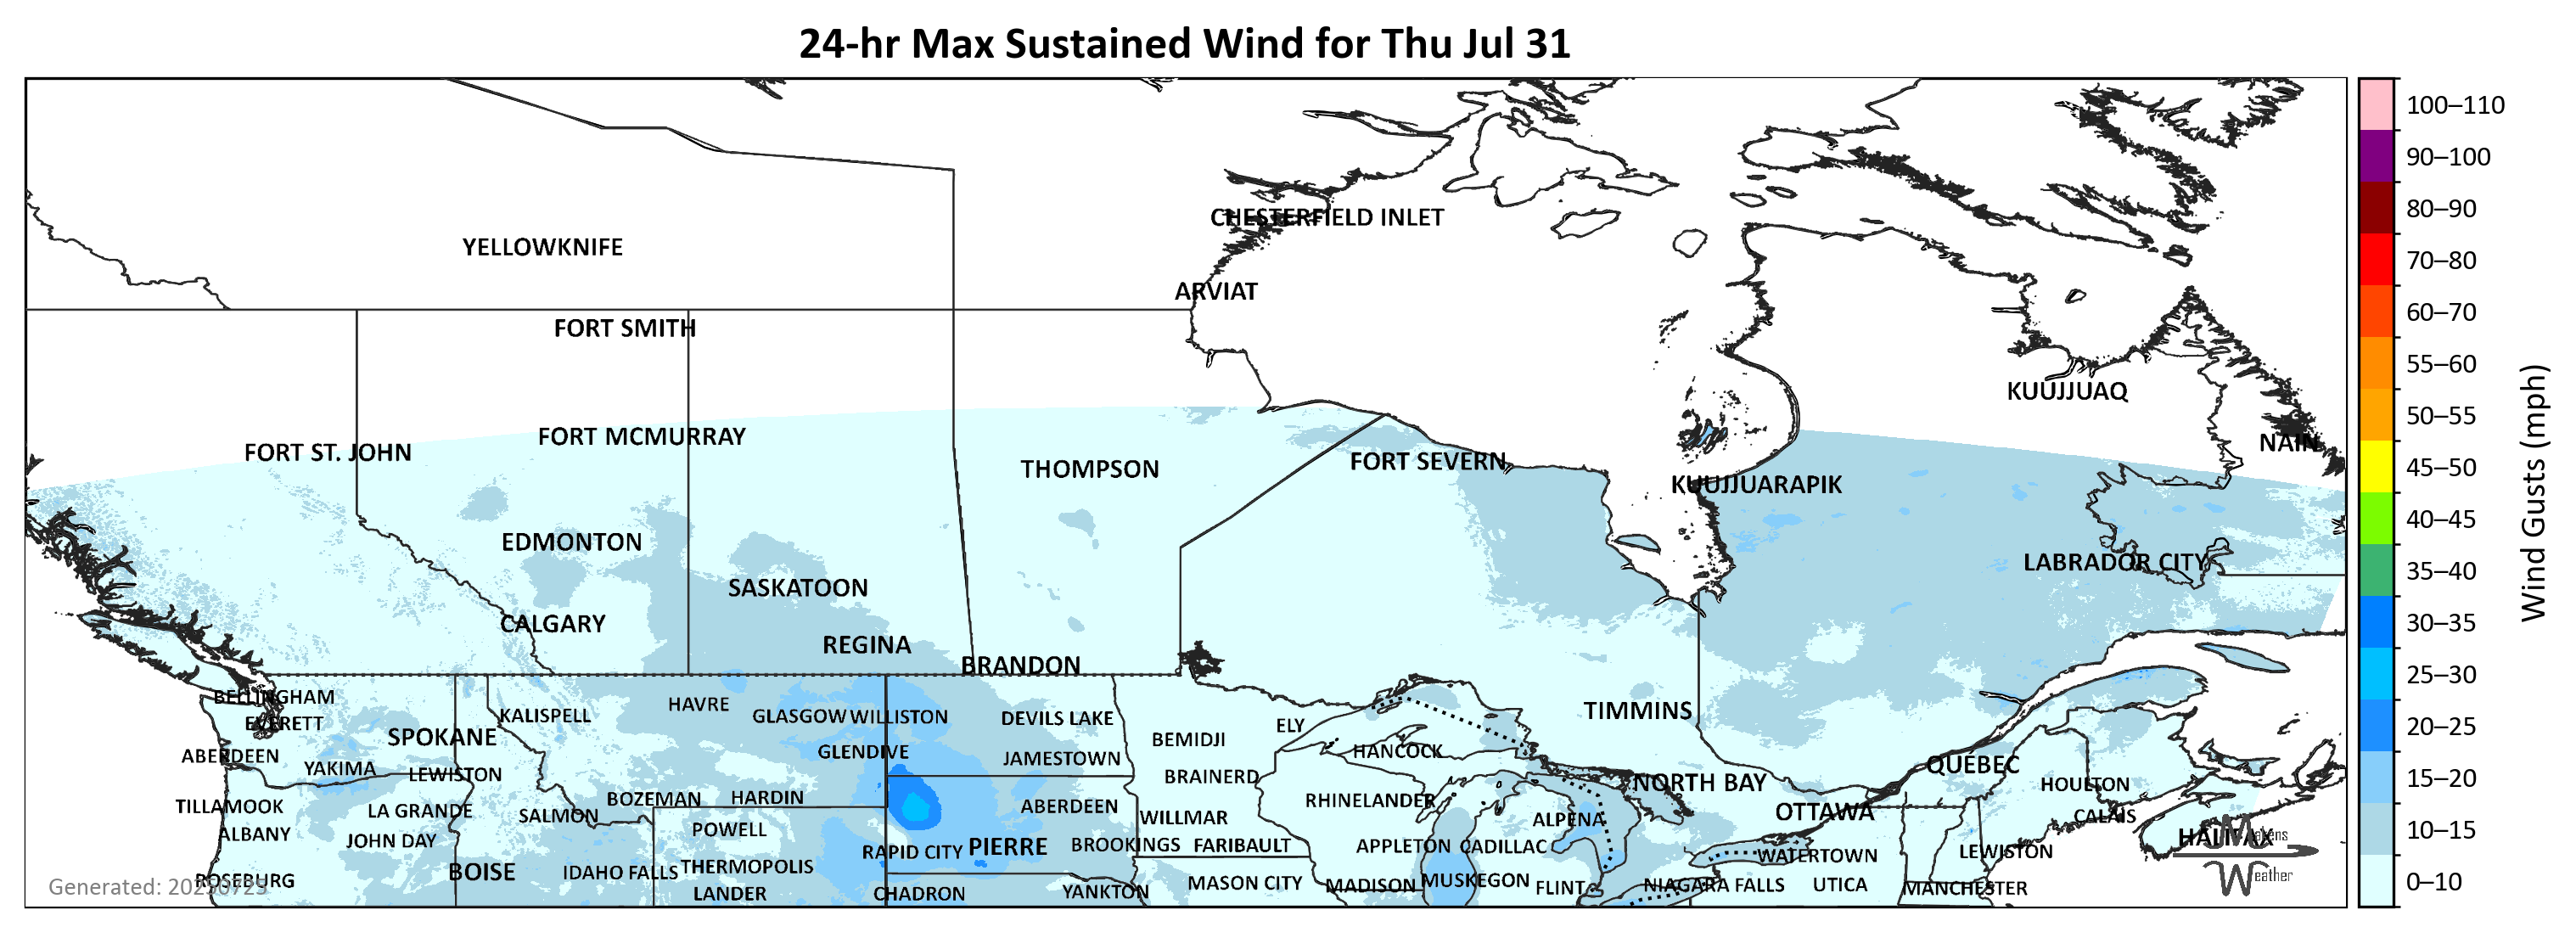 24-hr Max Sustained Wind for Thu Jul 31
100–110
90–100
CHESTERFIELD INLET
80–90
YELLOWKNIFE
70–80
ARVIAT
60–70
FORT SMITH
55–60
KUUJJUAQ
50–55
FORT MCMURRAY
NAIN
FORT ST. JOHN
FORT SEVERN
45–50
THOMPSON
KUUJJUARAPIK
40–45
EDMONTON
LABRADOR CITY
35–40
SASKATOON
Wind Gusts (mph)
CALGARY
30–35
REGINA
BRANDON
25–30
BELLINGHAM
HAVRE
KALISPELL
GLASGOW
WILLISTON
DEVILS LAKE
TIMMINS
EVERETT
ELY
20–25
SPOKANE
BEMIDJI
ABERDEEN
GLENDIVE
JAMESTOWN
HANCOCK
QUEBEC
YAKIMA
LEWISTON
BRAINERD
NORTH BAY
HOULTON
15–20
TILLAMOOK
LA GRANDE
SALMON
BOZEMAN
HARDIN
ABERDEEN
RHINELANDER
OTTAWA
CALAIS
WILLMAR
ALPENA
ALBANY
JOHN DAY
POWELL
HALIFAX
Makens
Weather
10–15
RAPID CITY
PIERRE
BROOKINGS
FARIBAULT
APPLETON
CADILLAC
WATERTOWN
LEWISTON
BOISE
IDAHO FALLS
THERMOPOLIS
ROSEBURG
MASON CITY
MADISON
MUSKEGON
FLINT
NIAGARA FALLS
UTICA
MANCHESTER
0–10
LANDER
CHADRON
YANKTON
Generated: 20250725